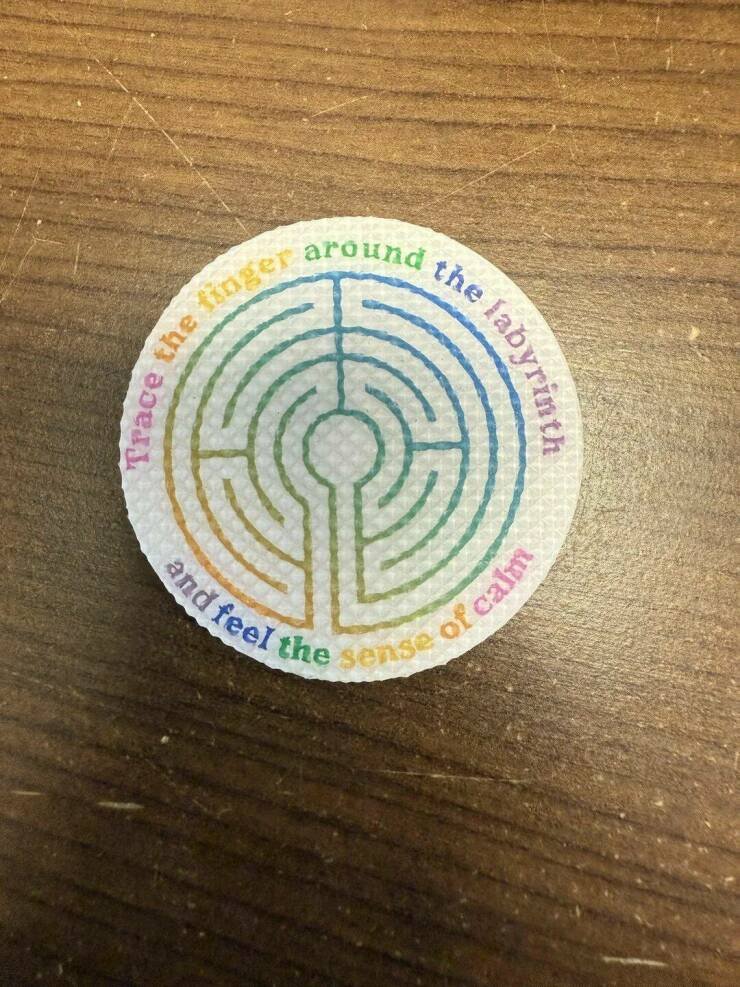 Trace the finger around the labyrinth
and feel the sense of calm